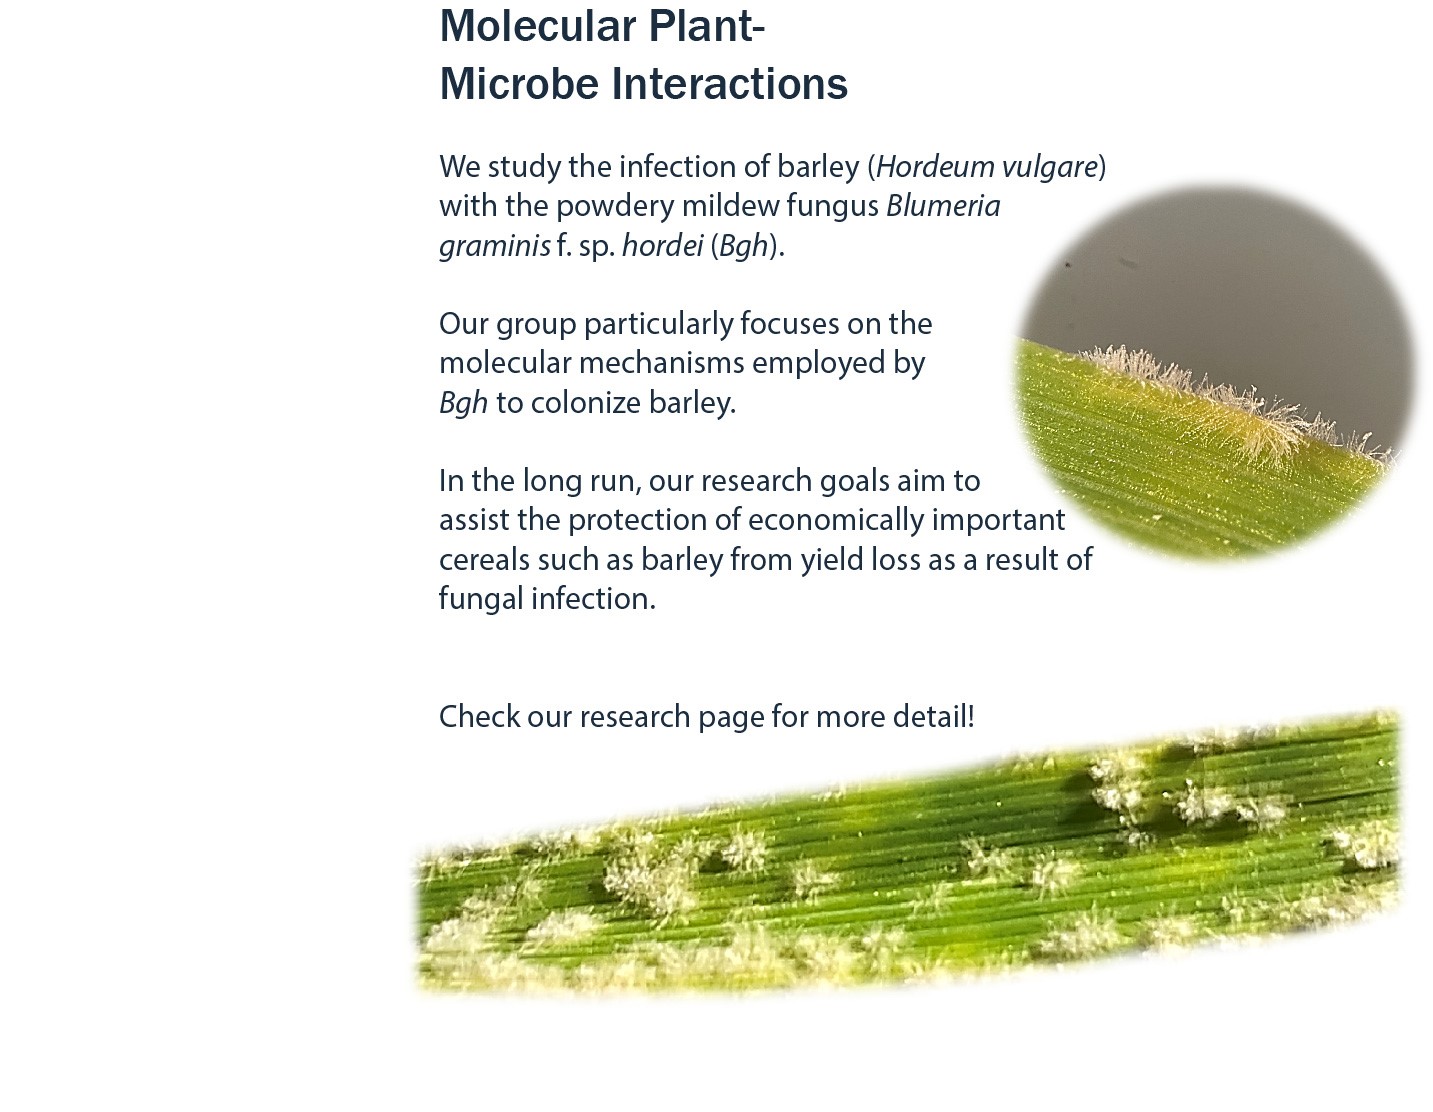 Molecular Plant-
Microbe Interactions
We study the infection of barley (Hordeum vulgare)
with the powdery mildew fungus Blumeria
graminis f. sp. hordei (Bgh).
Our group particularly focuses on the
molecular mechanisms employed by
Bgh to colonize barley.
In the long run, our research goals aim to
assist the protection of economically important
cereals such as barley from yield loss as a result of
fungal infection.
Check our research page for more detail!